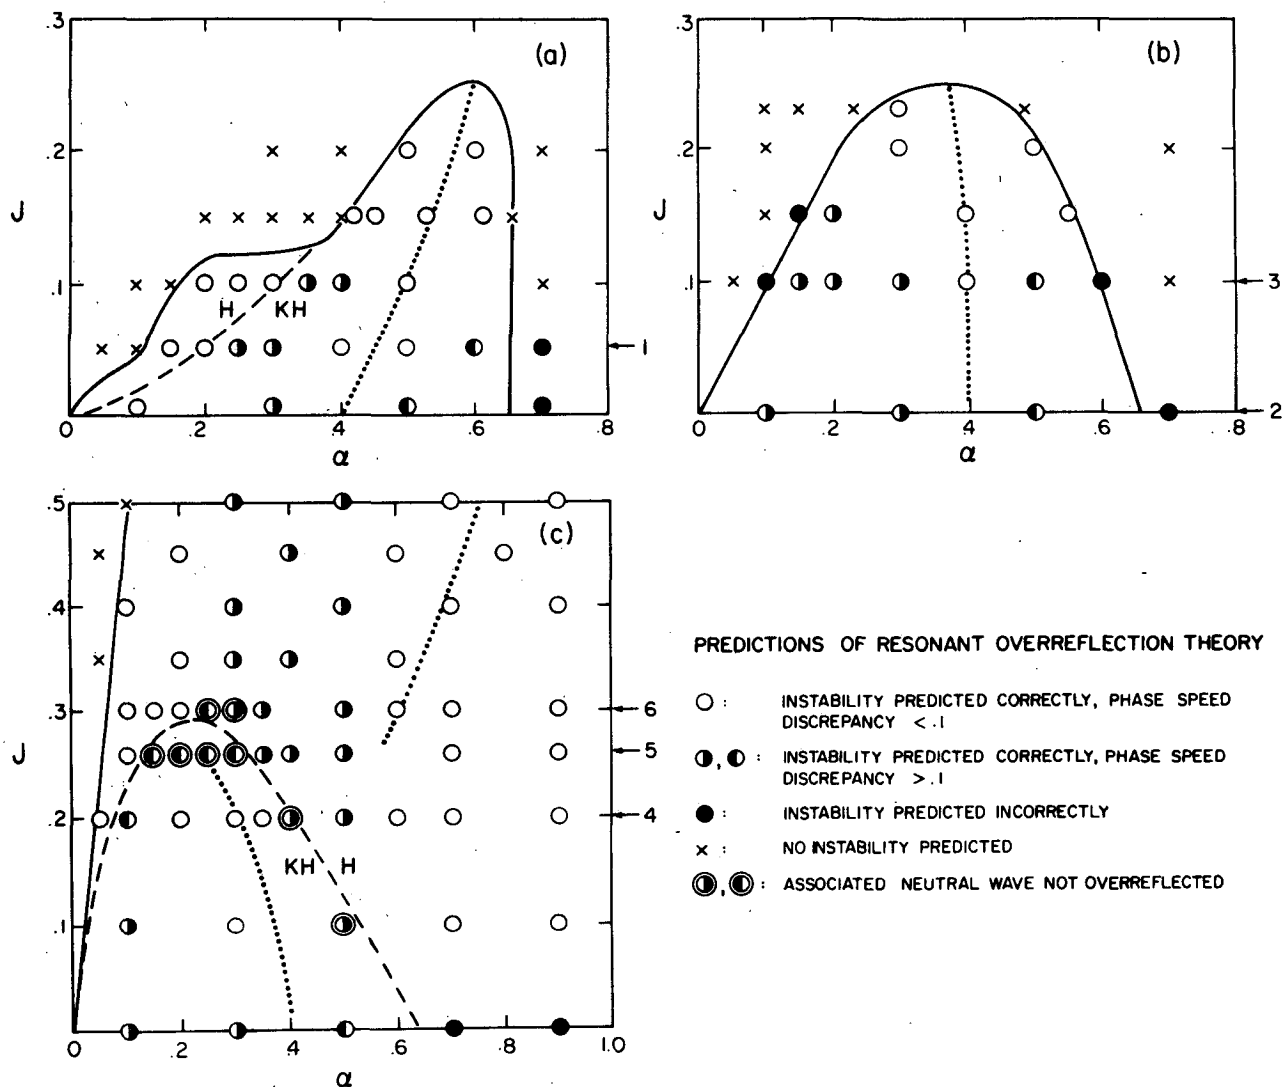 (a)
.3
.2
.1
0
J
H
KH
0
.2
.4
.6
.8
α
1
(b)
.3
.2
.1
0
J
0
.2
.4
.6
.8
α
3
2
(c)
.5
.4
.3
.2
.1
0
J
KH
H
0
.2
.4
.6
.8
1.0
α
6
5
4
PREDICTIONS OF RESONANT OVERREFLECTION THEORY
: INSTABILITY PREDICTED CORRECTLY, PHASE SPEED
DISCREPANCY < .1
, : INSTABILITY PREDICTED CORRECTLY, PHASE SPEED
DISCREPANCY > .1
: INSTABILITY PREDICTED INCORRECTLY
× : NO INSTABILITY PREDICTED
, : ASSOCIATED NEUTRAL WAVE NOT OVERREFLECTED